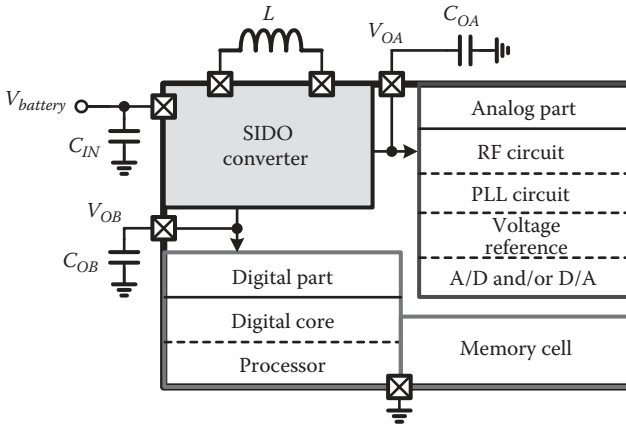 L
V_OA
C_OA
V_battery
C_IN
SIDO
converter
Analog part
RF circuit
PLL circuit
Voltage
reference
A/D and/or D/A
V_OB
C_OB
Digital part
Digital core
Processor
Memory cell